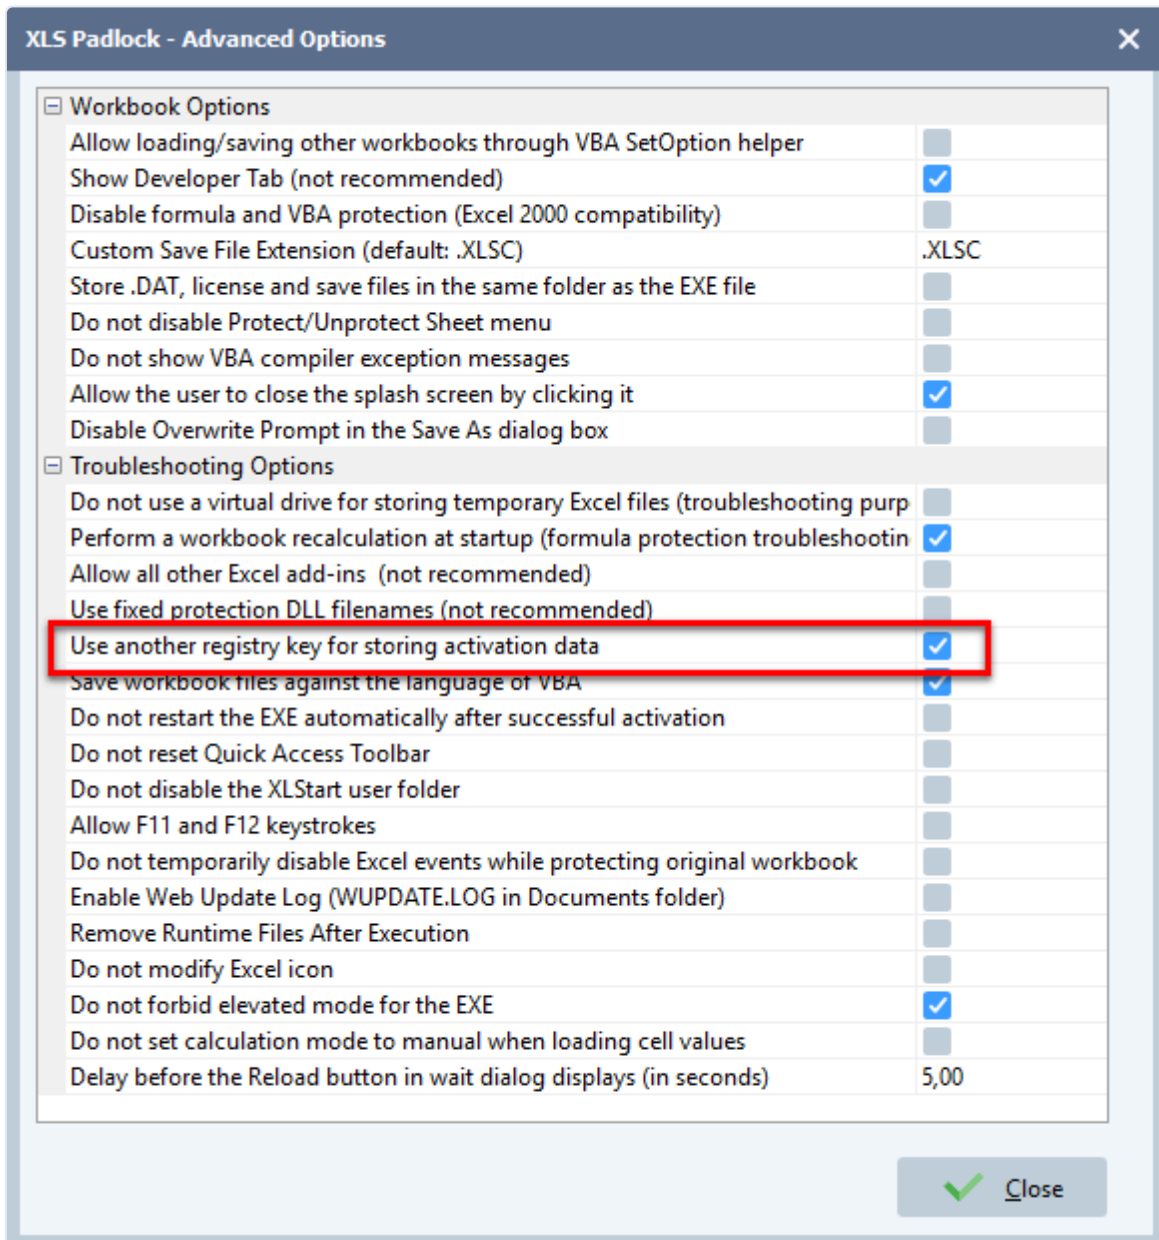 XLS Padlock - Advanced Options
Workbook Options
Allow loading/saving other workbooks through VBA SetOption helper
Show Developer Tab (not recommended)
Disable formula and VBA protection (Excel 2000 compatibility)
Custom Save File Extension (default: .XLSC) .XLSC
Store .DAT, license and save files in the same folder as the EXE file
Do not disable Protect/Unprotect Sheet menu
Do not show VBA compiler exception messages
Allow the user to close the splash screen by clicking it
Disable Overwrite Prompt in the Save As dialog box
Troubleshooting Options
Do not use a virtual drive for storing temporary Excel files (troubleshooting purp
Perform a workbook recalculation at startup (formula protection troubleshootin
Allow all other Excel add-ins (not recommended)
Use fixed protection DLL filenames (not recommended)
Use another registry key for storing activation data
Save workbook files against the language of VBA
Do not restart the EXE automatically after successful activation
Do not reset Quick Access Toolbar
Do not disable the XLStart user folder
Allow F11 and F12 keystrokes
Do not temporarily disable Excel events while protecting original workbook
Enable Web Update Log (WUPDATE.LOG in Documents folder)
Remove Runtime Files After Execution
Do not modify Excel icon
Do not forbid elevated mode for the EXE
Do not set calculation mode to manual when loading cell values
Delay before the Reload button in wait dialog displays (in seconds) 5,00
Close